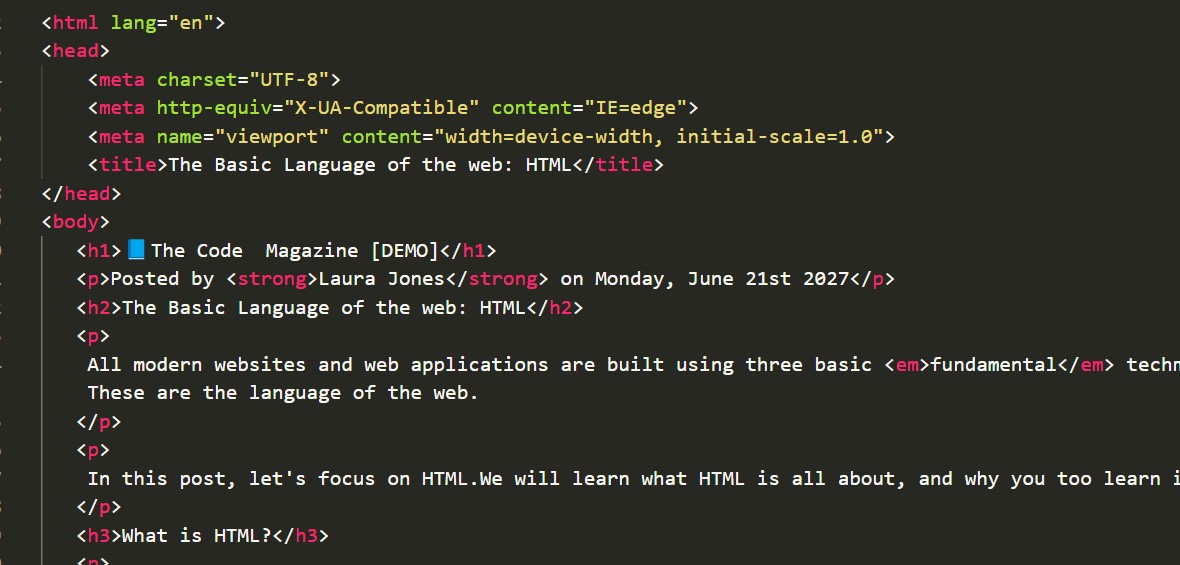 <html lang="en">
<head>
<meta charset="UTF-8">
<meta http-equiv="X-UA-Compatible" content="IE=edge">
<meta name="viewport" content="width=device-width, initial-scale=1.0">
<title>The Basic Language of the web: HTML</title>
</head>
<body>
<h1>📘The Code  Magazine [DEMO]</h1>
<p>Posted by <strong>Laura Jones</strong> on Monday, June 21st 2027</p>
<h2>The Basic Language of the web: HTML</h2>
<p>
All modern websites and web applications are built using three basic <em>fundamental</em>
These are the language of the web.
</p>
<p>
In this post, let's focus on HTML.We will learn what HTML is all about, and why you too learn
</p>
<h3>What is HTML?</h3>
<p>